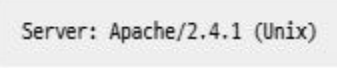 Server: Apache/2.4.1 (Unix)